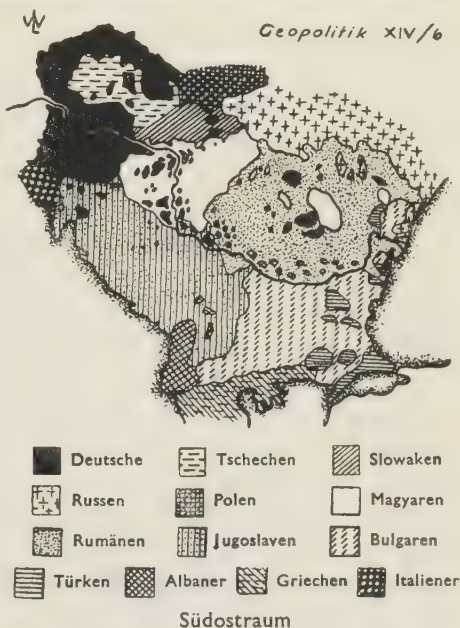 Geopolitik XIV/6
Deutsche Tschechen Slowaken
Russen Polen Magyaren
Rumänen Jugoslaven Bulgaren
Türken Albaner Griechen Italiener
Südostraum